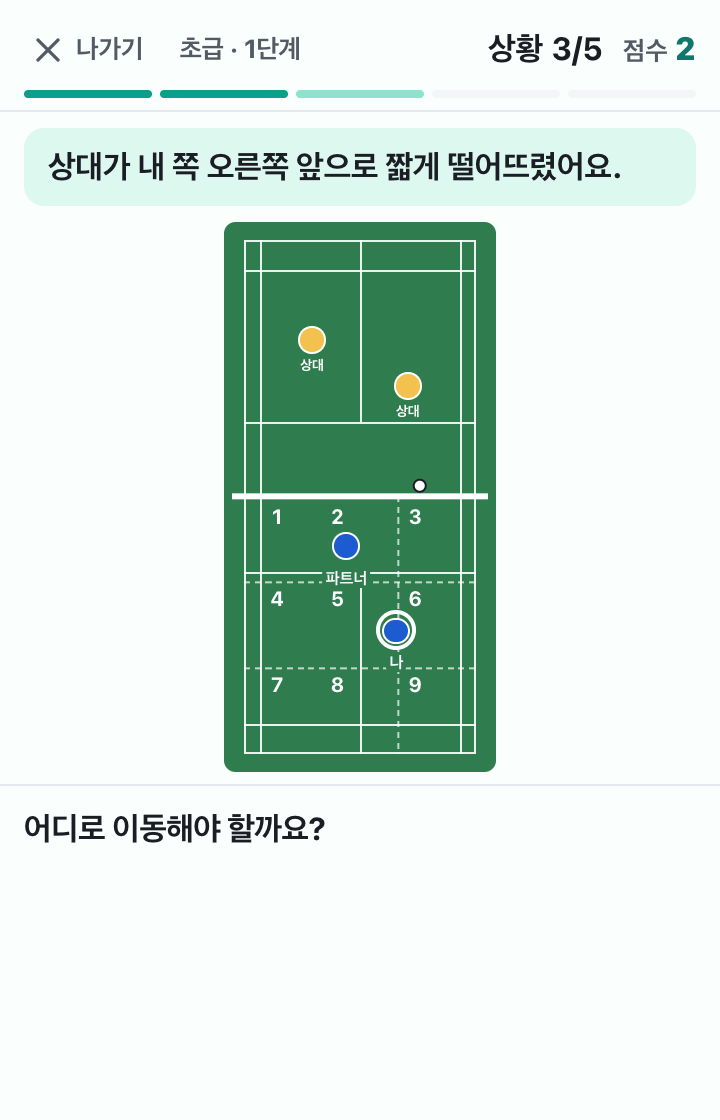 나가기 초급 · 1단계 상황 3/5 점수 2
상대가 내 쪽 오른쪽 앞으로 짧게 떨어뜨렸어요.
상대
상대
1 2 3
파트너
4 5 6
나
7 8 9
어디로 이동해야 할까요?